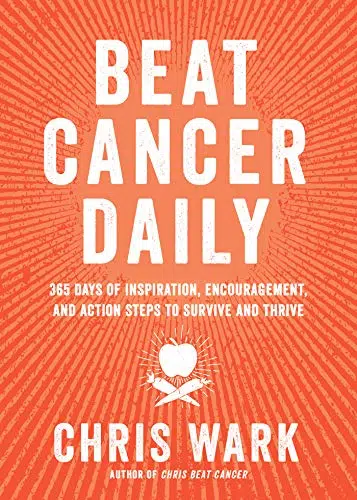 BEAT
CANCER
DAILY
365 DAYS OF INSPIRATION, ENCOURAGEMENT,
AND ACTION STEPS TO SURVIVE AND THRIVE
CHRIS WARK
AUTHOR OF CHRIS BEAT CANCER